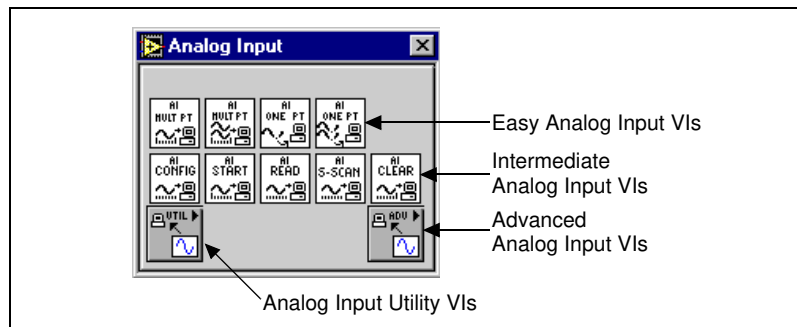 Analog Input
AI MULT PT
AI MULT PT
AI ONE PT
AI ONE PT
Easy Analog Input VIs
AI CONFIG
AI START
AI READ
AI S-SCAN
AI CLEAR
Intermediate
Analog Input VIs
UTIL
ADV
Advanced
Analog Input VIs
Analog Input Utility VIs